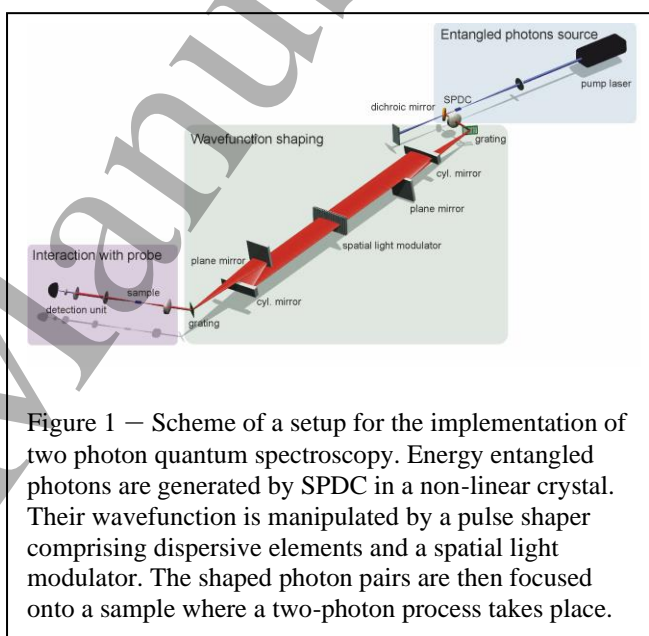 Entangled photons source
pump laser
SPDC
dichroic mirror
grating
Wavefunction shaping
cyl. mirror
plane mirror
spatial light modulator
Interaction with probe
plane mirror
sample
cyl. mirror
detection unit
grating
Figure 1 — Scheme of a setup for the implementation of
two photon quantum spectroscopy. Energy entangled
photons are generated by SPDC in a non-linear crystal.
Their wavefunction is manipulated by a pulse shaper
comprising dispersive elements and a spatial light
modulator. The shaped photon pairs are then focused
onto a sample where a two-photon process takes place.